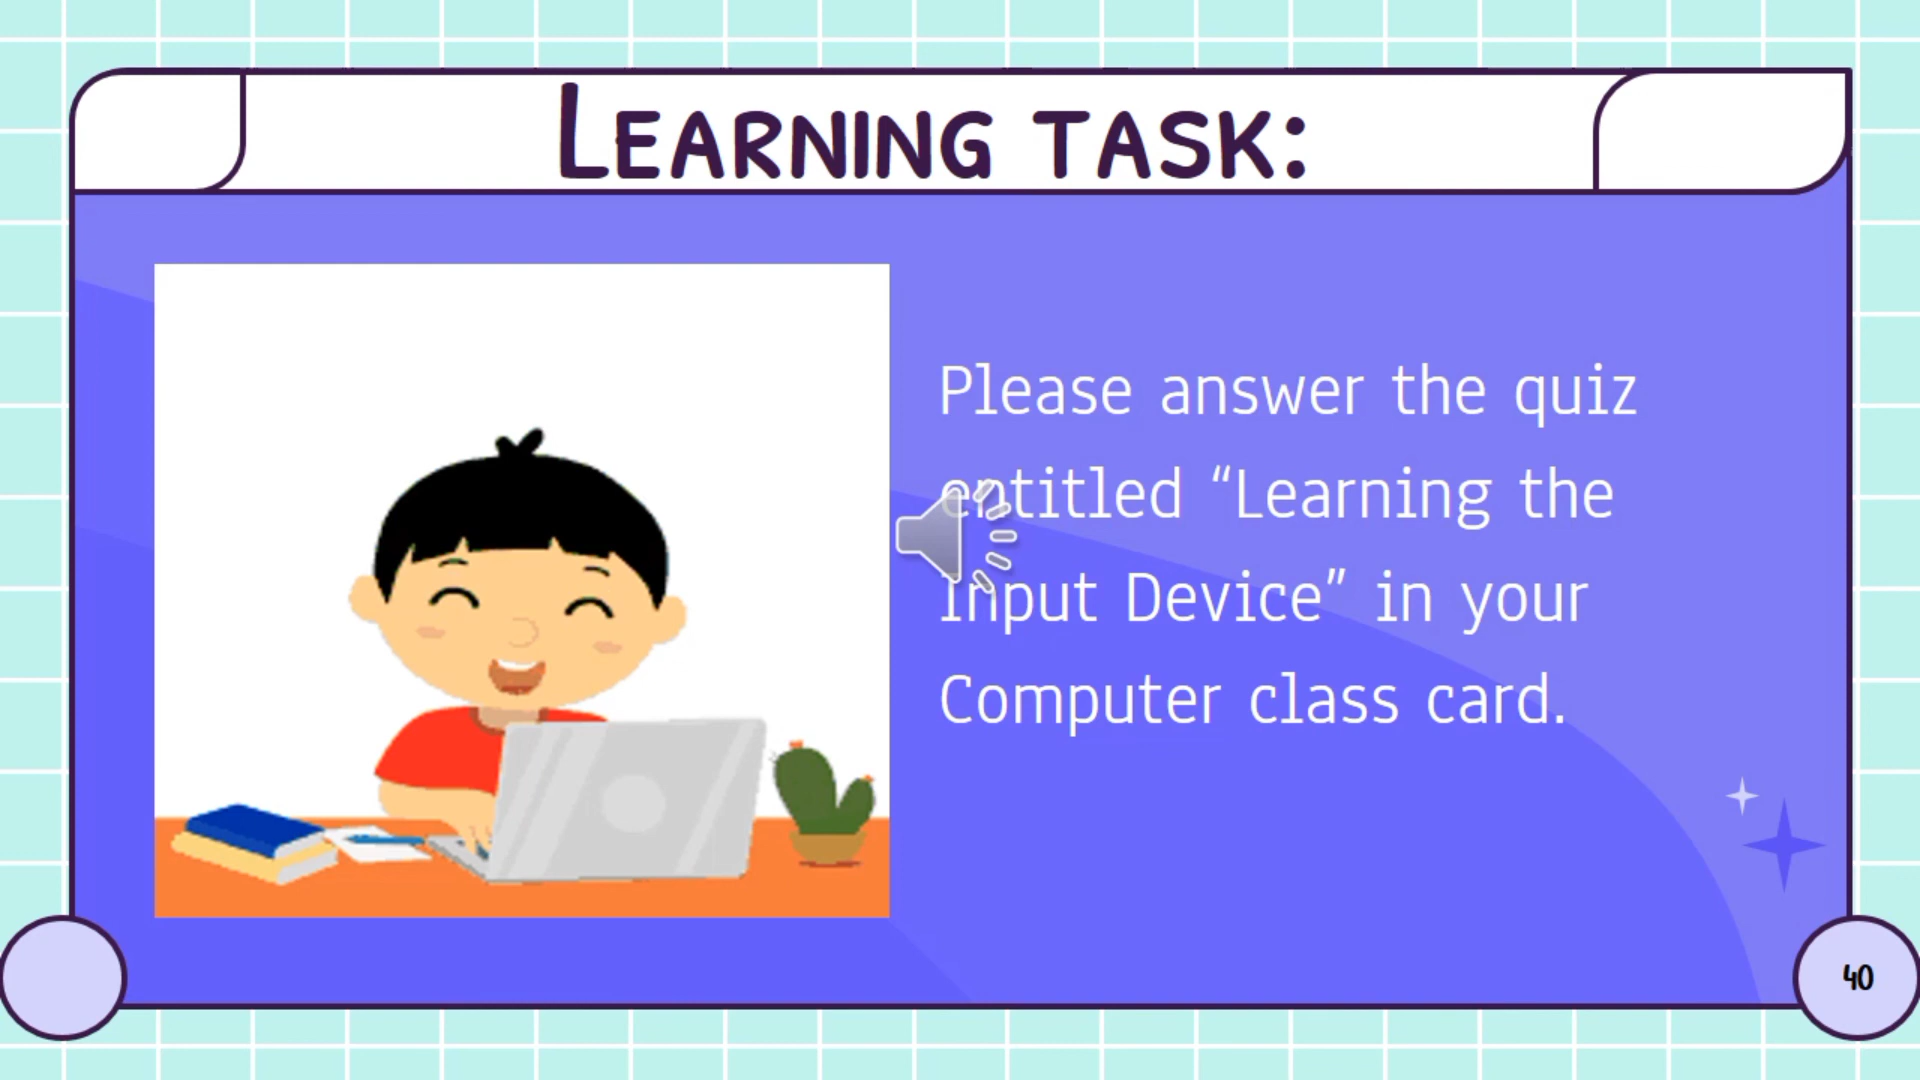 LEARNING TASK:
Please answer the quiz
entitled “Learning the
Input Device” in your
Computer class card.
40